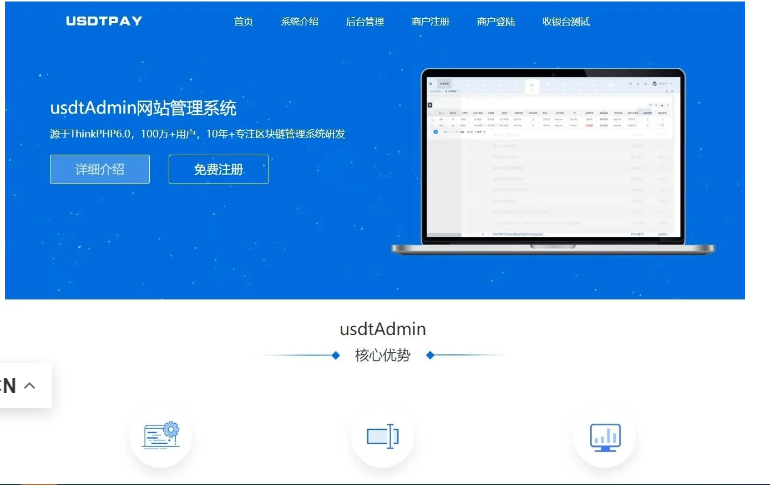 USDTPAY
首页 系统介绍 后台管理 商户注册 商户登陆 收银台测试
usdtAdmin网站管理系统
源于ThinkPHP6.0，100万+用户，10年+专注区块链管理系统研发
详细介绍 免费注册
usdtAdmin
核心优势
CN